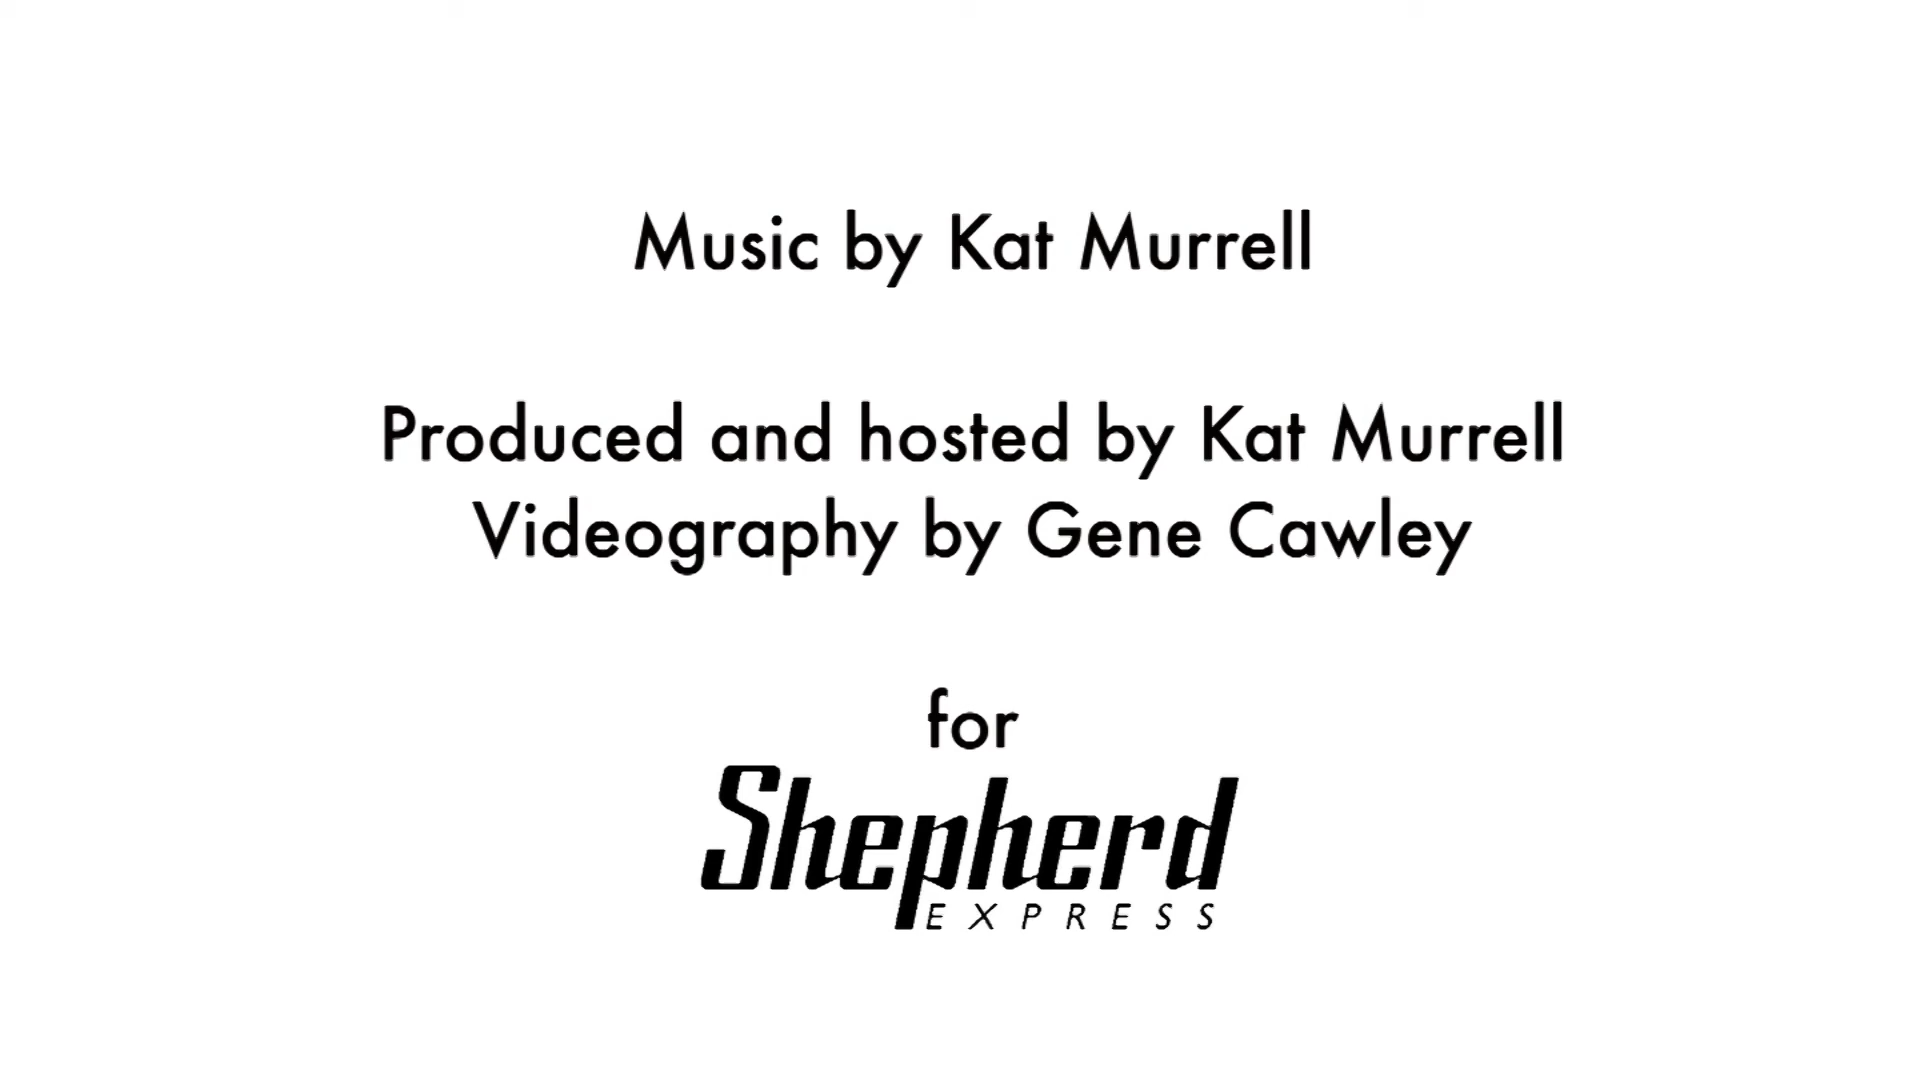 Music by Kat Murrell
Produced and hosted by Kat Murrell
Videography by Gene Cawley
for
Shepherd
EXPRESS